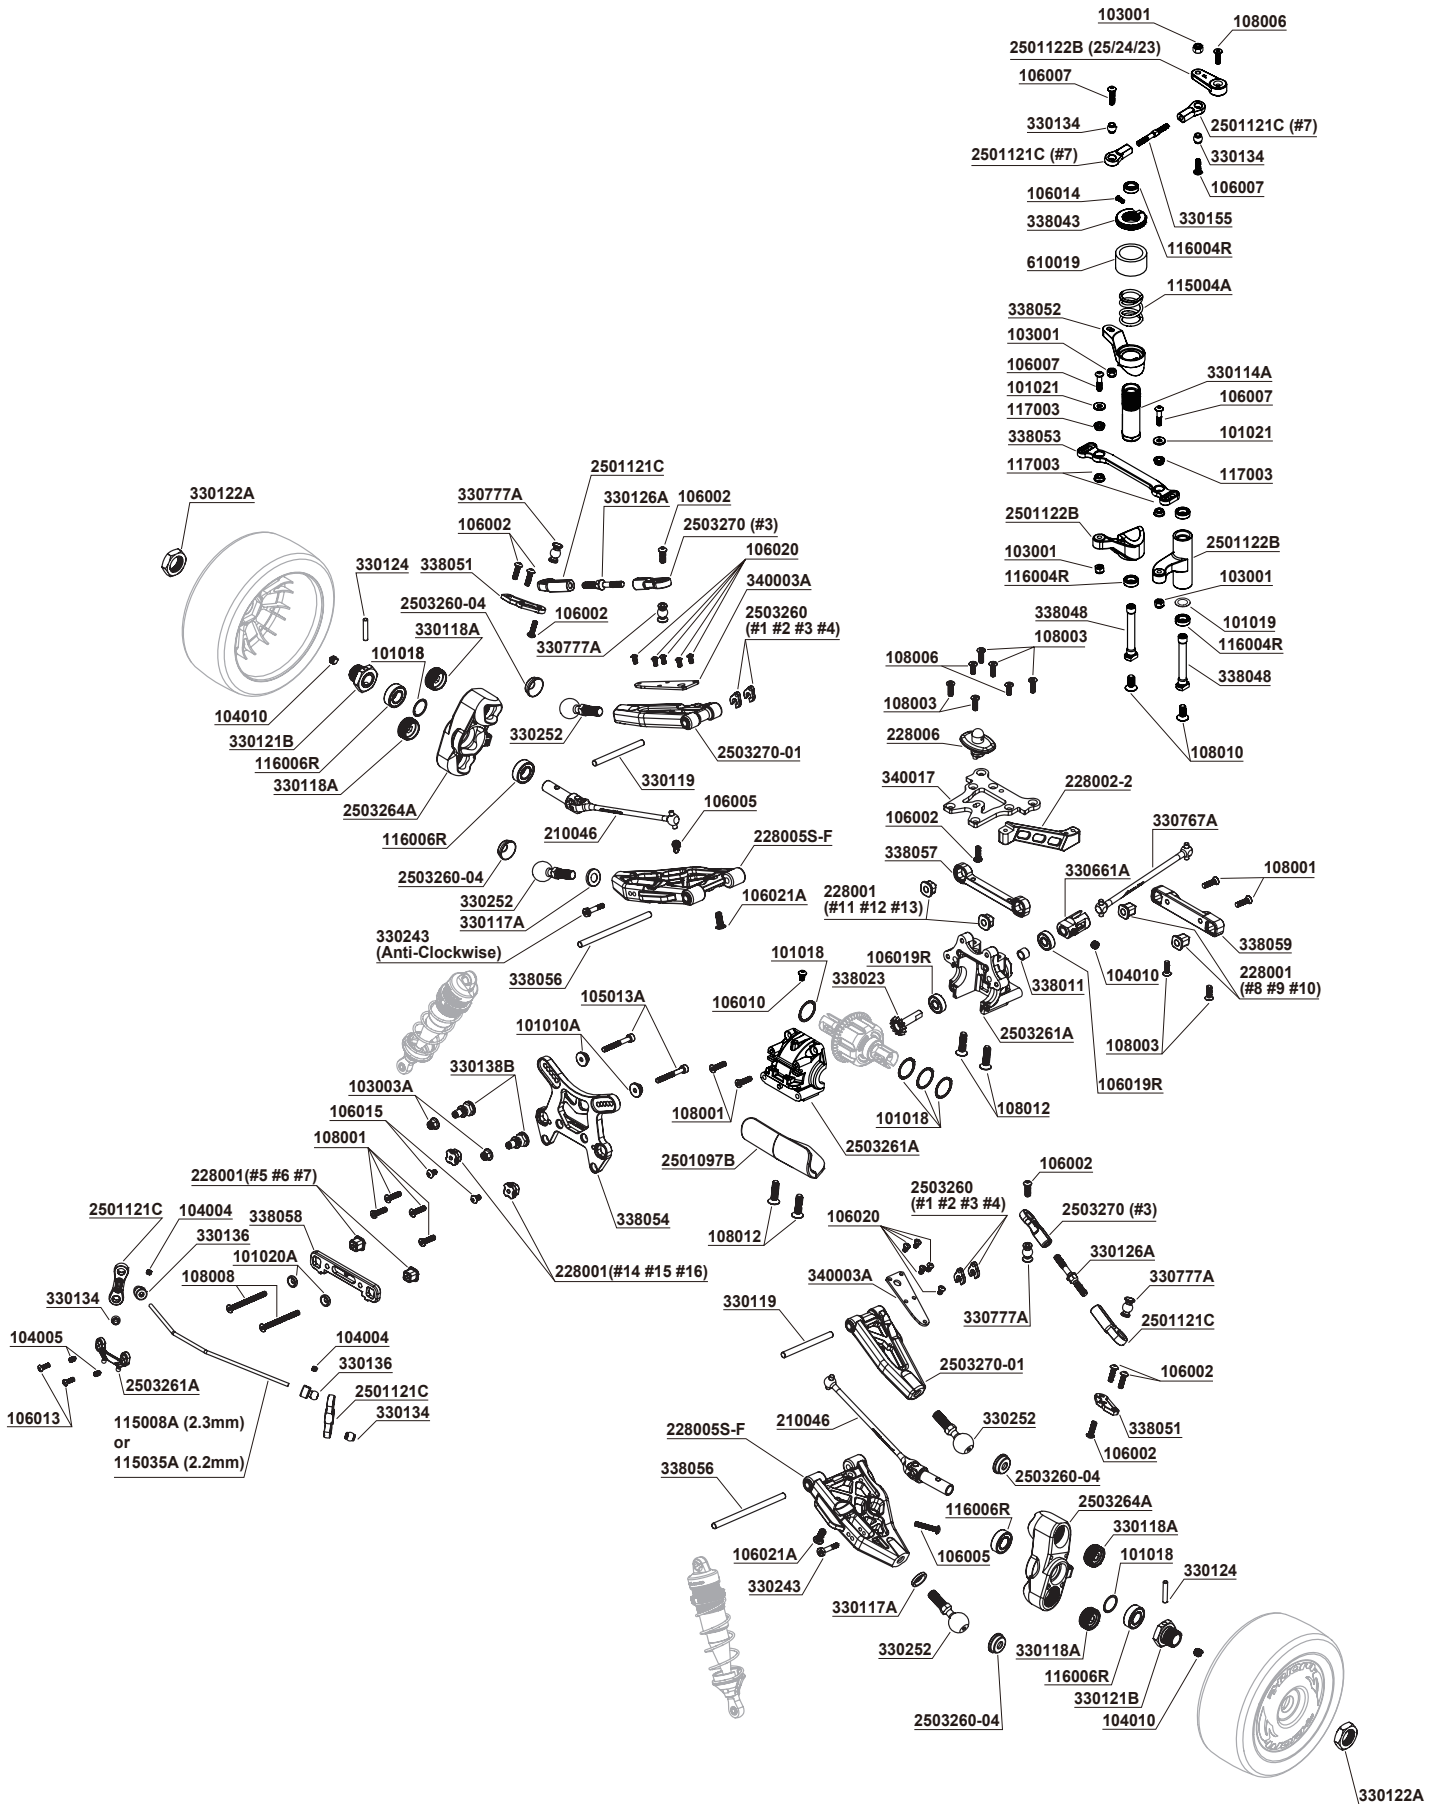 103001
108006
2501122B (25/24/23)
106007
330134
2501121C (#7)
2501121C (#7)
330134
106007
106014
338043
330155
116004R
610019
115004A
338052
103001
106007
330114A
101021
106007
117003
338053
101021
117003
117003
2501122B
2501122B
103001
116004R
103001
338048
101019
116004R
338048
108010
330122A
2501121C
330777A
330126A
106002
106002
2503270 (#3)
330124
338051
106020
340003A
2503260-04
106002
2503260
(#1 #2 #3 #4)
330118A
330777A
101018
104010
330121B
330252
2503270-01
116006R
330118A
330119
2503264A
116006R
210046
106005
228005S-F
2503260-04
330252
330117A
106021A
330243
(Anti-Clockwise)
338056
108003
108006
108003
228006
340017
228002-2
106002
338057
330767A
330661A
108001
228001
(#11 #12 #13)
338059
101018
106019R
338023
338011
104010
228001
(#8 #9 #10)
106010
2503261A
108003
106019R
105013A
101010A
330138B
103003A
106015
108001
108001
101018
108012
2503261A
2501097B
228001(#5 #6 #7)
338054
108012
228001(#14 #15 #16)
2501121C
104004
338058
330136
101020A
108008
330134
104005
2503261A
106013
104004
330136
2501121C
330134
115008A (2.3mm)
or
115035A (2.2mm)
106002
2503260
(#1 #2 #3 #4)
106020
2503270 (#3)
340003A
330126A
330777A
330119
330777A
2501121C
2503270-01
106002
210046
330252
338051
228005S-F
106002
338056
2503260-04
2503264A
116006R
330118A
106021A
106005
101018
330243
330124
330117A
330252
330118A
116006R
330121B
104010
2503260-04
330122A